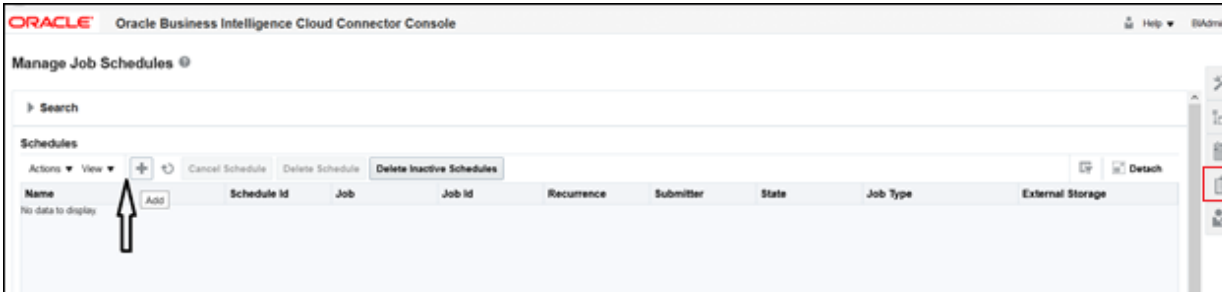 ORACLE Oracle Business Intelligence Cloud Connector Console Help
Manage Job Schedules
Search
Schedules
Actions View Cancel Schedule Delete Schedule Delete Inactive Schedules Detach
Name Schedule Id Job Job Id Recurrence Submitter State Job Type External Storage
No data to display
Add